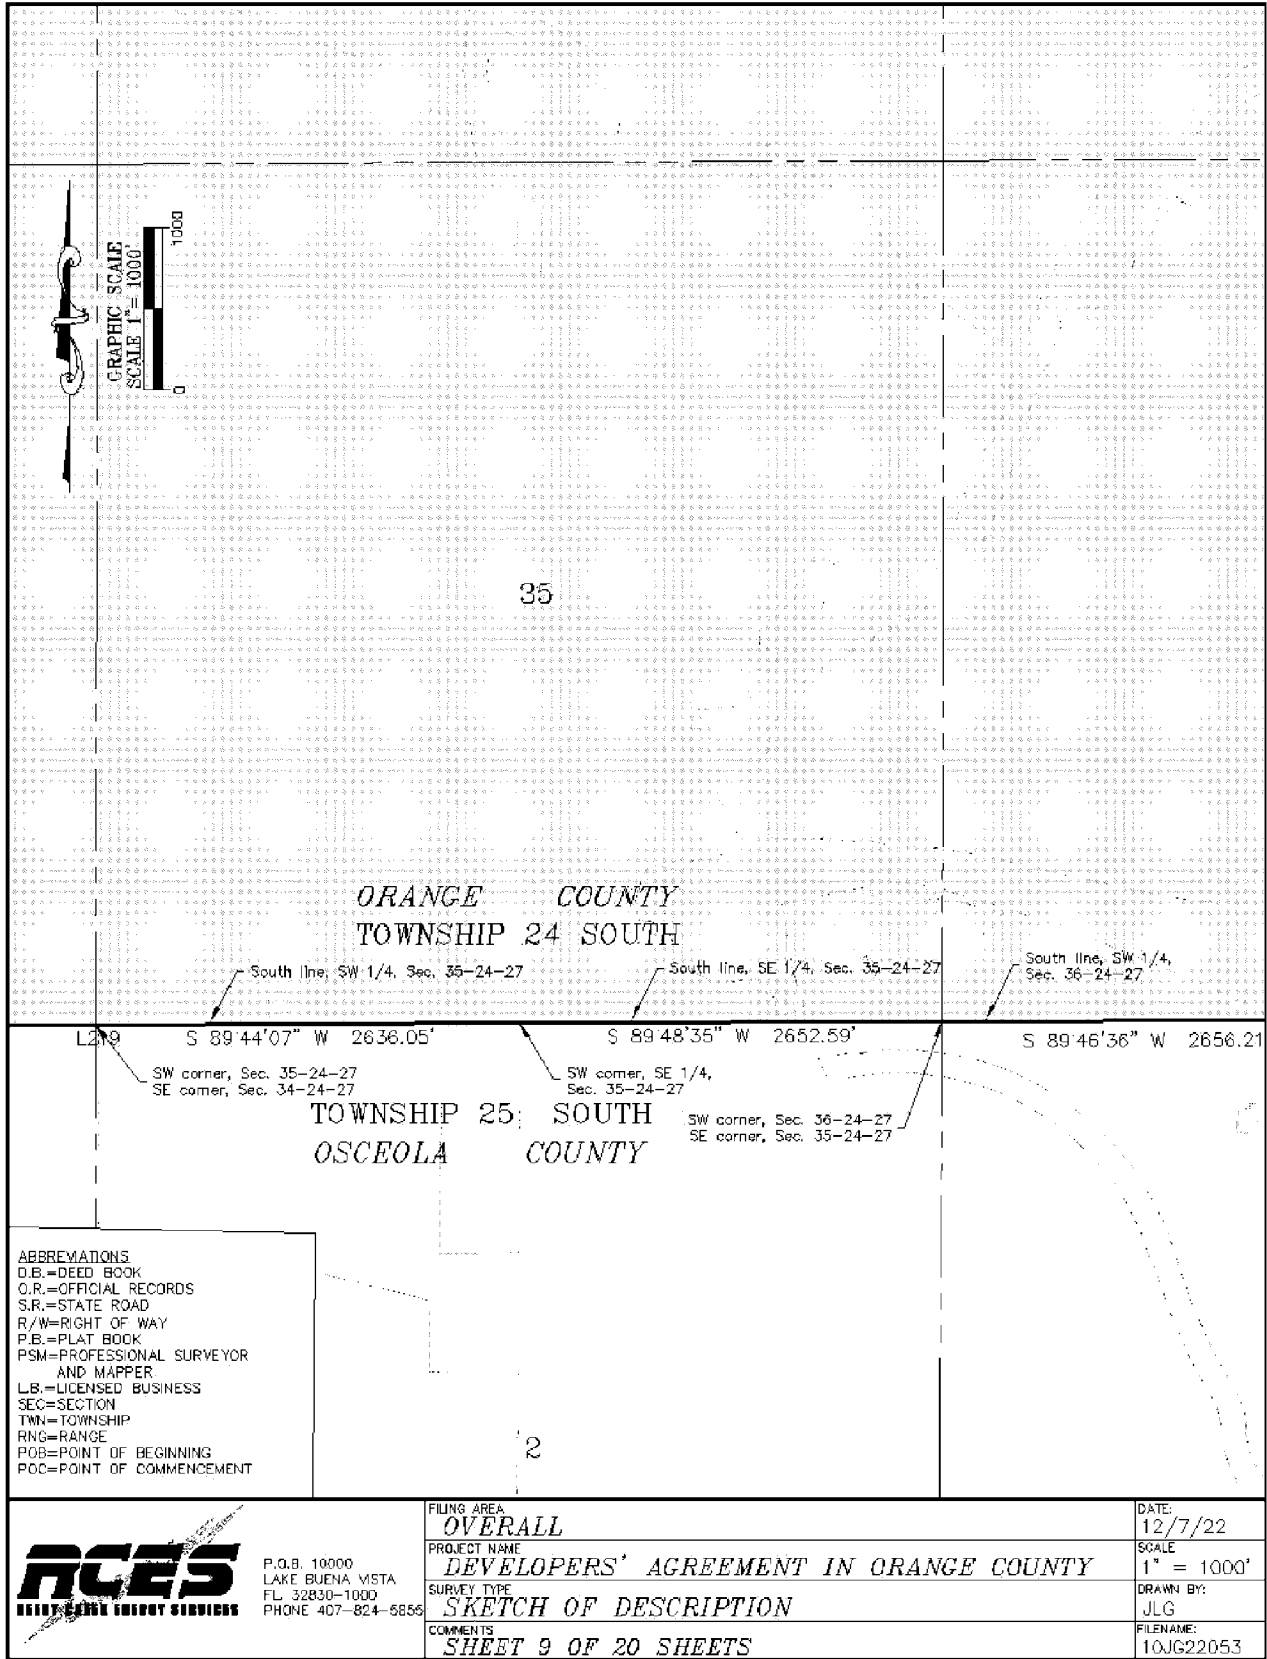 GRAPHIC SCALE
SCALE 1"= 1000'
0
1000
35
ORANGE COUNTY
TOWNSHIP 24 SOUTH
South line, SW 1/4, Sec. 35-24-27
South line, SE 1/4, Sec. 35-24-27
South line, SW 1/4,
Sec. 36-24-27
L219
S 89°44'07" W 2636.05'
S 89°48'35" W 2652.59'
S 89°46'36" W 2656.21
SW corner, Sec. 35-24-27
SE corner, Sec. 34-24-27
SW corner, SE 1/4,
Sec. 35-24-27
SW corner, Sec. 36-24-27
SE corner, Sec. 35-24-27
TOWNSHIP 25 SOUTH
OSCEOLA COUNTY
2
ABBREVIATIONS
D.B.=DEED BOOK
O.R.=OFFICIAL RECORDS
S.R.=STATE ROAD
R/W=RIGHT OF WAY
P.B.=PLAT BOOK
PSM=PROFESSIONAL SURVEYOR
AND MAPPER
L.B.=LICENSED BUSINESS
SEC=SECTION
TWN=TOWNSHIP
RNG=RANGE
POB=POINT OF BEGINNING
POC=POINT OF COMMENCEMENT
RCES
REEDY CREEK ENERGY SERVICES
P.O.B. 10000
LAKE BUENA VISTA
FL 32830-1000
PHONE 407-824-5856
FILING AREA
OVERALL
PROJECT NAME
DEVELOPERS' AGREEMENT IN ORANGE COUNTY
SURVEY TYPE
SKETCH OF DESCRIPTION
COMMENTS
SHEET 9 OF 20 SHEETS
DATE:
12/7/22
SCALE
1" = 1000'
DRAWN BY:
JLG
FILENAME:
10JG22053